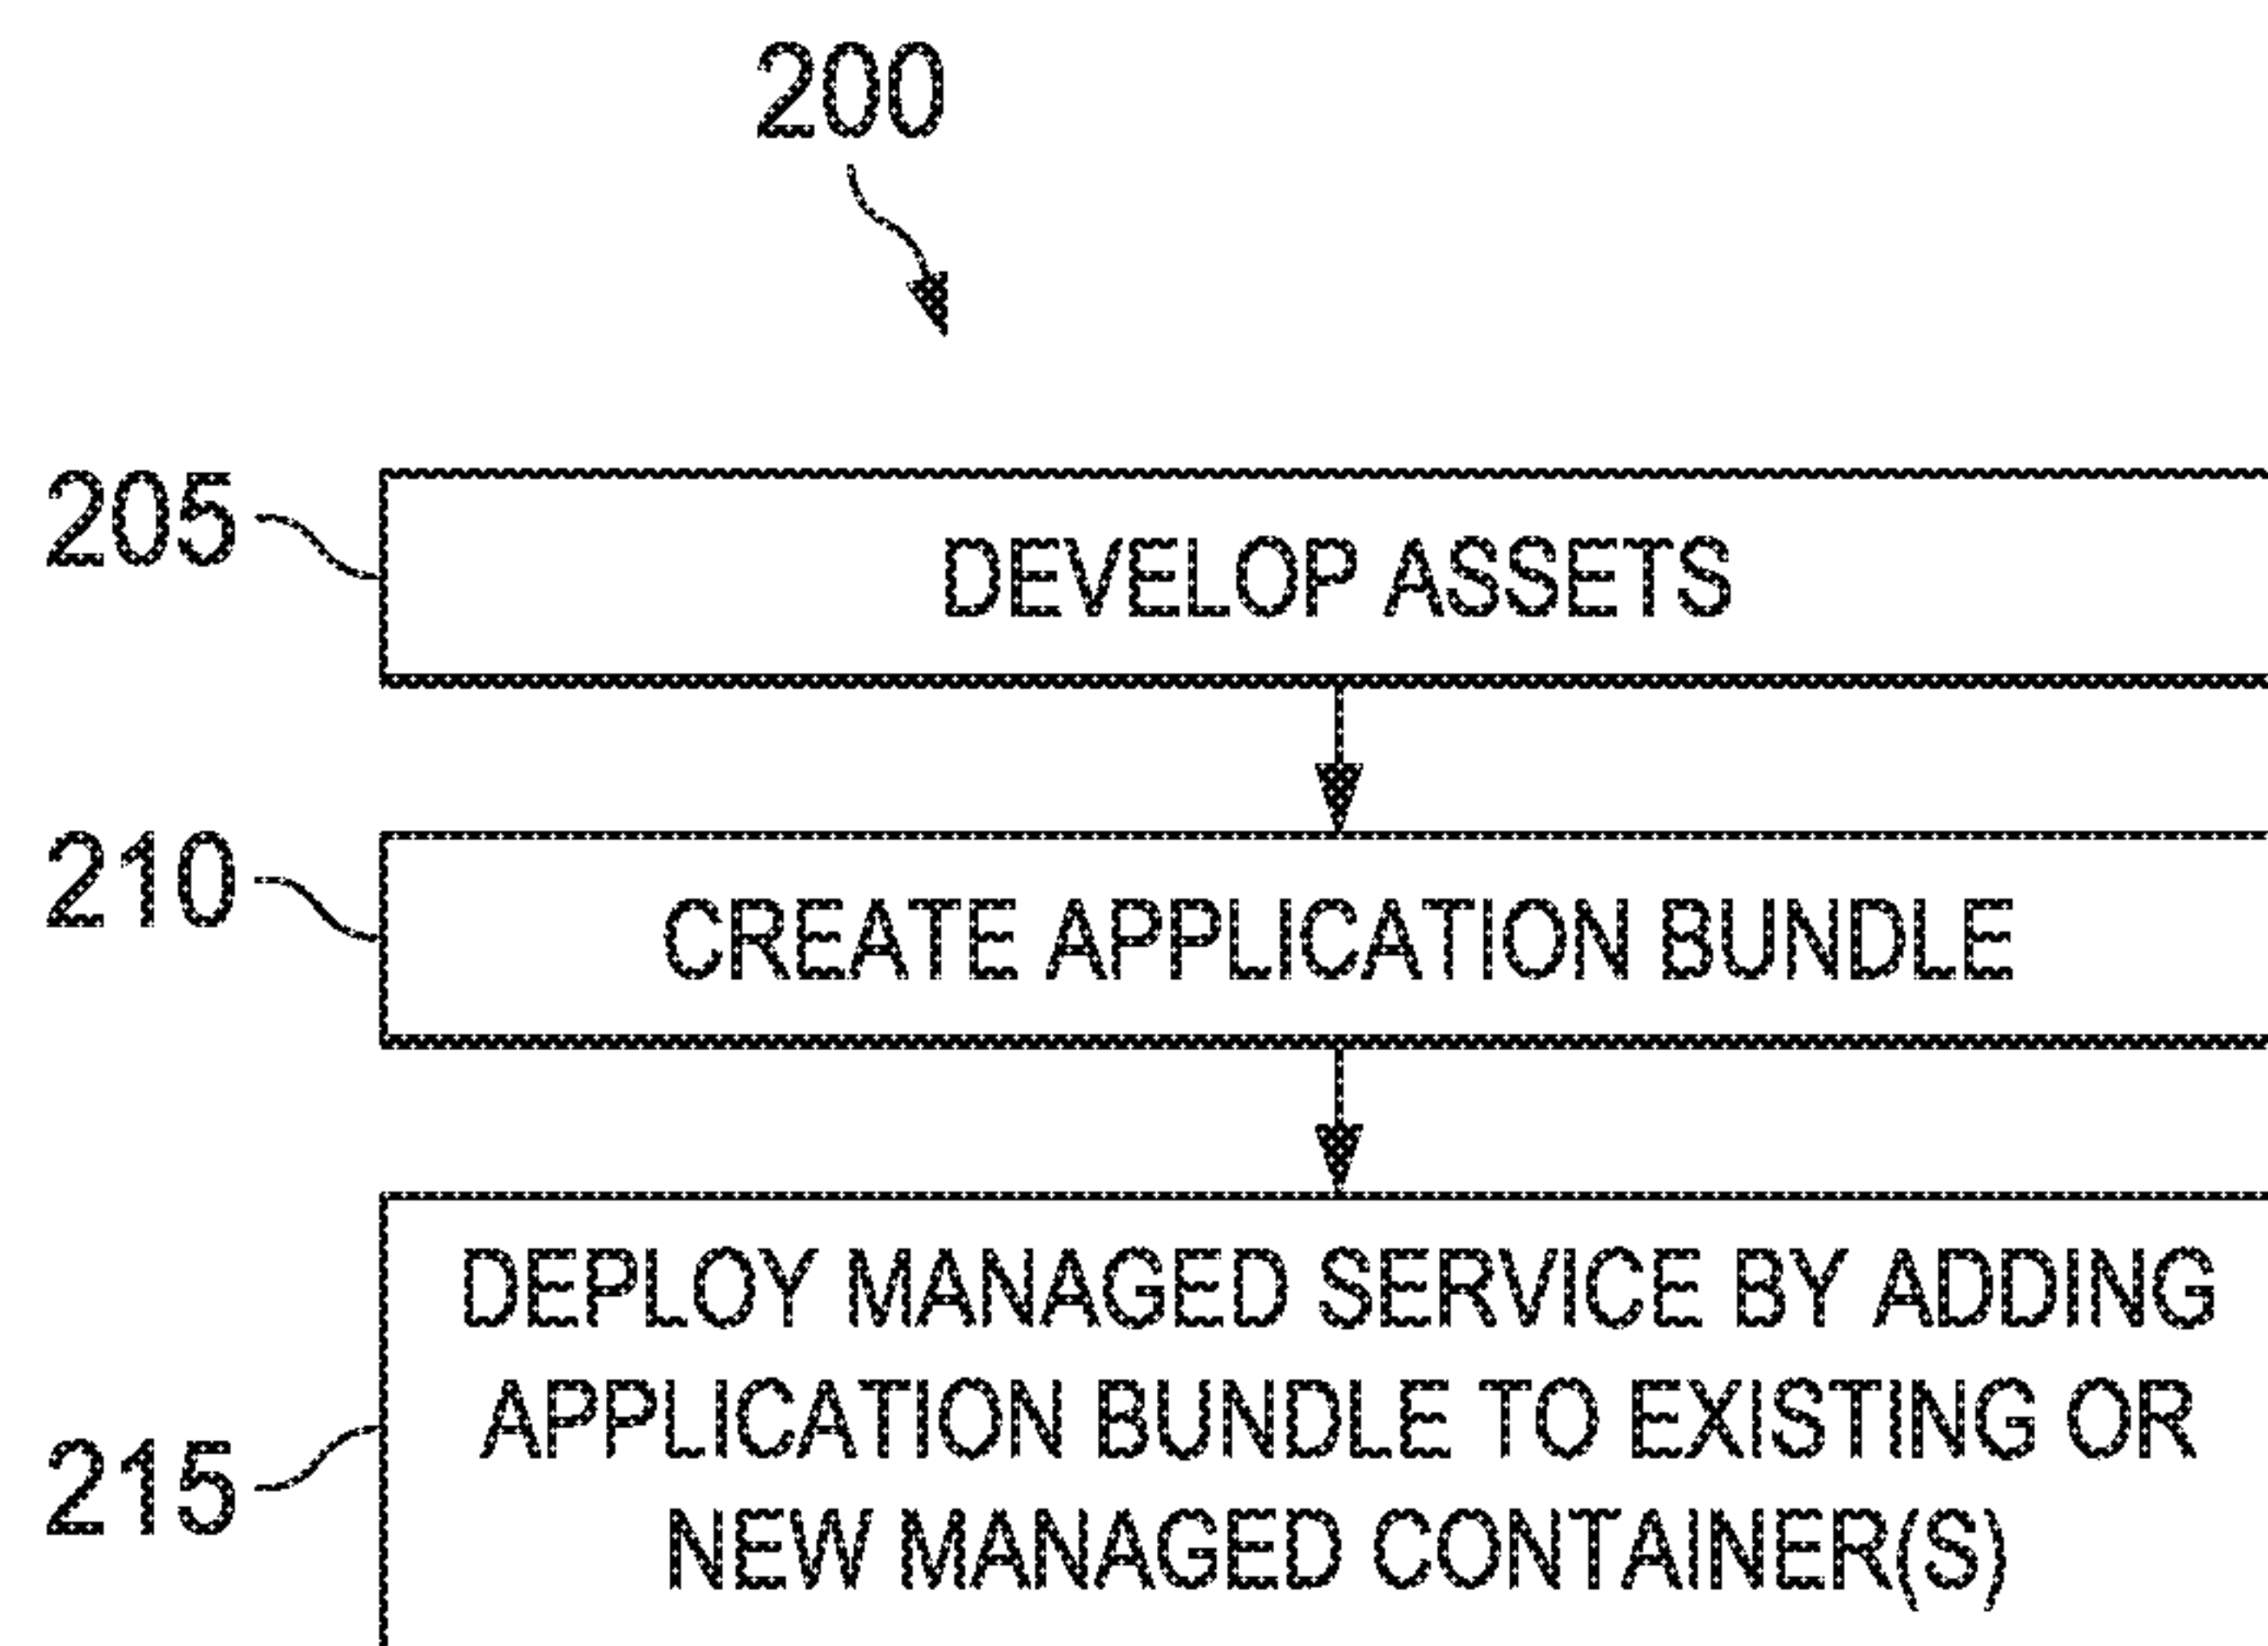 200
205
DEVELOP ASSETS
210
CREATE APPLICATION BUNDLE
DEPLOY MANAGED SERVICE BY ADDING
APPLICATION BUNDLE TO EXISTING OR
215
NEW MANAGED CONTAINER(S)